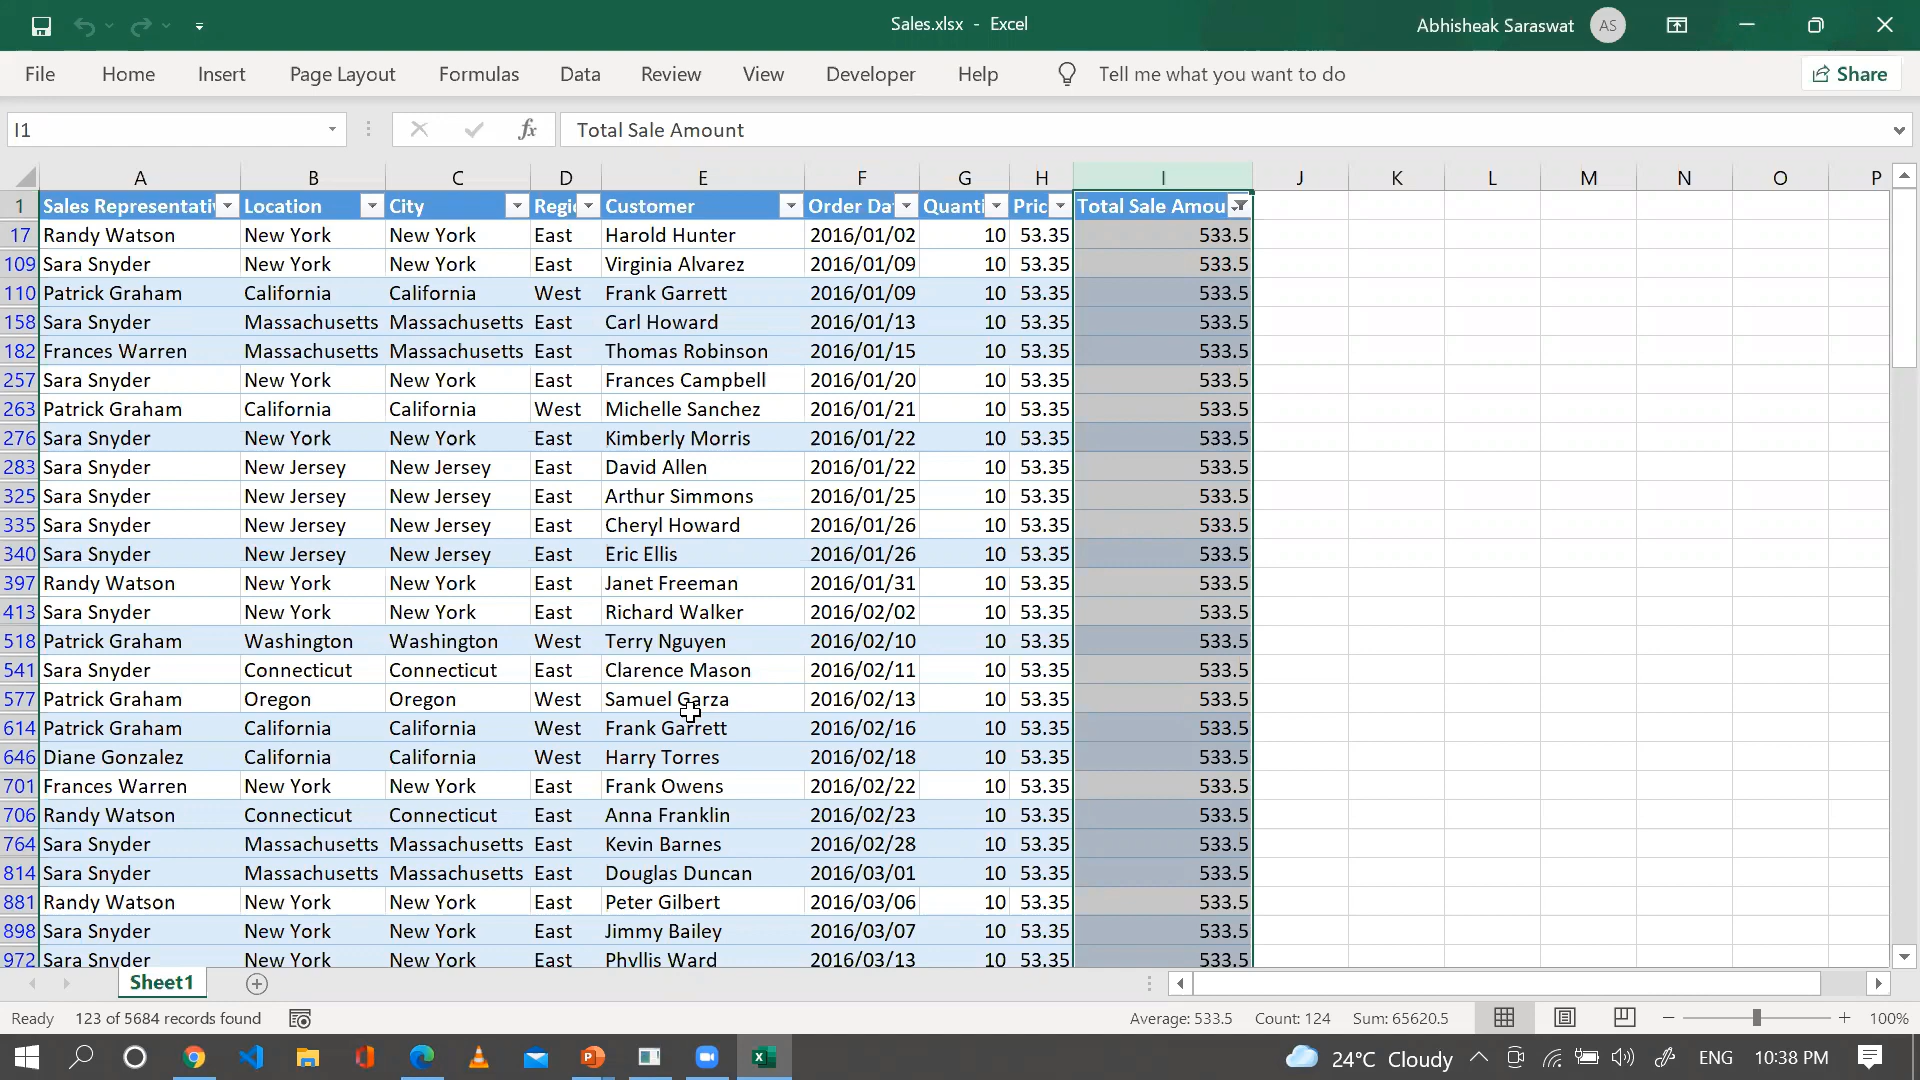 Sales.xlsx - Excel
Abhisheak Saraswat AS
File Home Insert Page Layout Formulas Data Review View Developer Help Tell me what you want to do Share
I1 fx Total Sale Amount
A B C D E F G H I J K L M N O P
1 Sales Representati Location City Regi Customer Order Da Quanti Pric Total Sale Amou
17 Randy Watson New York New York East Harold Hunter 2016/01/02 10 53.35 533.5
109 Sara Snyder New York New York East Virginia Alvarez 2016/01/09 10 53.35 533.5
110 Patrick Graham California California West Frank Garrett 2016/01/09 10 53.35 533.5
158 Sara Snyder Massachusetts Massachusetts East Carl Howard 2016/01/13 10 53.35 533.5
182 Frances Warren Massachusetts Massachusetts East Thomas Robinson 2016/01/15 10 53.35 533.5
257 Sara Snyder New York New York East Frances Campbell 2016/01/20 10 53.35 533.5
263 Patrick Graham California California West Michelle Sanchez 2016/01/21 10 53.35 533.5
276 Sara Snyder New York New York East Kimberly Morris 2016/01/22 10 53.35 533.5
283 Sara Snyder New Jersey New Jersey East David Allen 2016/01/22 10 53.35 533.5
325 Sara Snyder New Jersey New Jersey East Arthur Simmons 2016/01/25 10 53.35 533.5
335 Sara Snyder New Jersey New Jersey East Cheryl Howard 2016/01/26 10 53.35 533.5
340 Sara Snyder New Jersey New Jersey East Eric Ellis 2016/01/26 10 53.35 533.5
397 Randy Watson New York New York East Janet Freeman 2016/01/31 10 53.35 533.5
413 Sara Snyder New York New York East Richard Walker 2016/02/02 10 53.35 533.5
518 Patrick Graham Washington Washington West Terry Nguyen 2016/02/10 10 53.35 533.5
541 Sara Snyder Connecticut Connecticut East Clarence Mason 2016/02/11 10 53.35 533.5
577 Patrick Graham Oregon Oregon West Samuel Garza 2016/02/13 10 53.35 533.5
614 Patrick Graham California California West Frank Garrett 2016/02/16 10 53.35 533.5
646 Diane Gonzalez California California West Harry Torres 2016/02/18 10 53.35 533.5
701 Frances Warren New York New York East Frank Owens 2016/02/22 10 53.35 533.5
706 Randy Watson Connecticut Connecticut East Anna Franklin 2016/02/23 10 53.35 533.5
764 Sara Snyder Massachusetts Massachusetts East Kevin Barnes 2016/02/28 10 53.35 533.5
814 Sara Snyder Massachusetts Massachusetts East Douglas Duncan 2016/03/01 10 53.35 533.5
881 Randy Watson New York New York East Peter Gilbert 2016/03/06 10 53.35 533.5
898 Sara Snyder New York New York East Jimmy Bailey 2016/03/07 10 53.35 533.5
972 Sara Snyder New York New York East Phyllis Ward 2016/03/13 10 53.35 533.5
Sheet1
Ready 123 of 5684 records found Average: 533.5 Count: 124 Sum: 65620.5 100%
24°C Cloudy ENG 10:38 PM